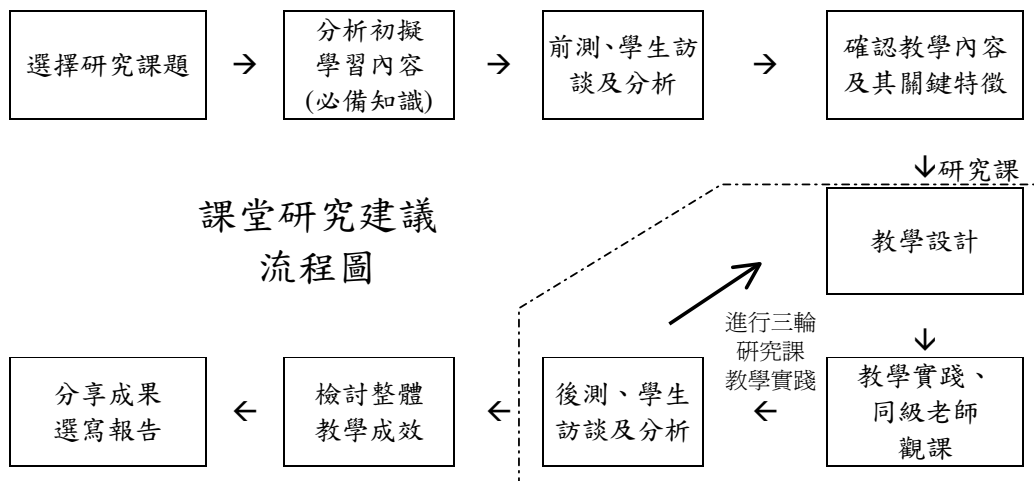 選擇研究課題
→
分析初擬
學習內容
(必備知識)
→
前測、學生訪
談及分析
→
確認教學內容
及其關鍵特徵
↓研究課
課堂研究建議
流程圖
教學設計
↓
進行三輪
研究課
教學實踐
教學實踐、
同級老師
觀課
←
後測、學生
訪談及分析
←
檢討整體
教學成效
←
分享成果
選寫報告